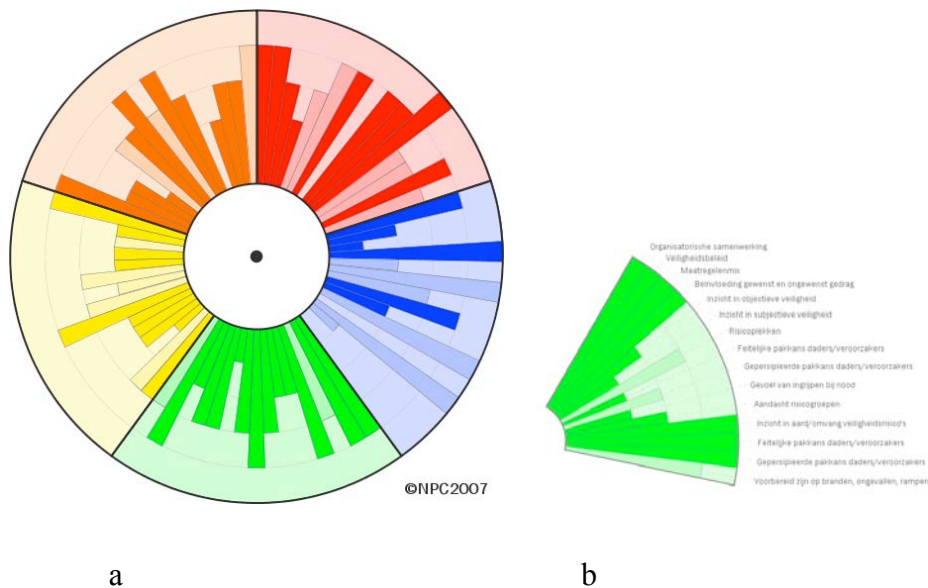 Organisatorische samenwerking
Veiligheidsbeleid
Maatregelenmix
Beïnvloeding gewenst en ongewenst gedrag
Inzicht in objectieve veiligheid
Inzicht in subjectieve veiligheid
Risicoplekken
Feitelijke pakkans daders/veroorzakers
Gepersipieerde pakkans daders/veroorzakers
Gevoel van ingrijpen bij nood
Aandacht risicogroepen
Inzicht in aard/omvang veiligheidsrisico's
Feitelijke pakkans daders/veroorzakers
Gepersipieerde pakkans daders/veroorzakers
Voorbereid zijn op branden, ongevallen, rampen
©NPC2007
a
b